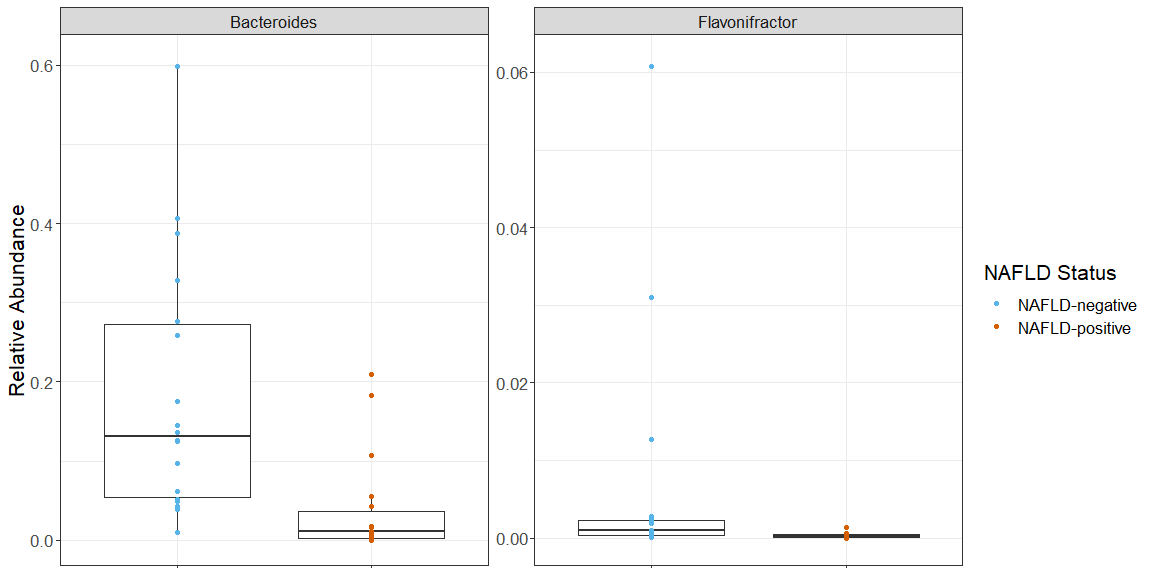 Bacteroides
Flavonifractor
Relative Abundance
0.6
0.4
0.2
0.0
0.06
0.04
0.02
0.00
NAFLD Status
NAFLD-negative
NAFLD-positive